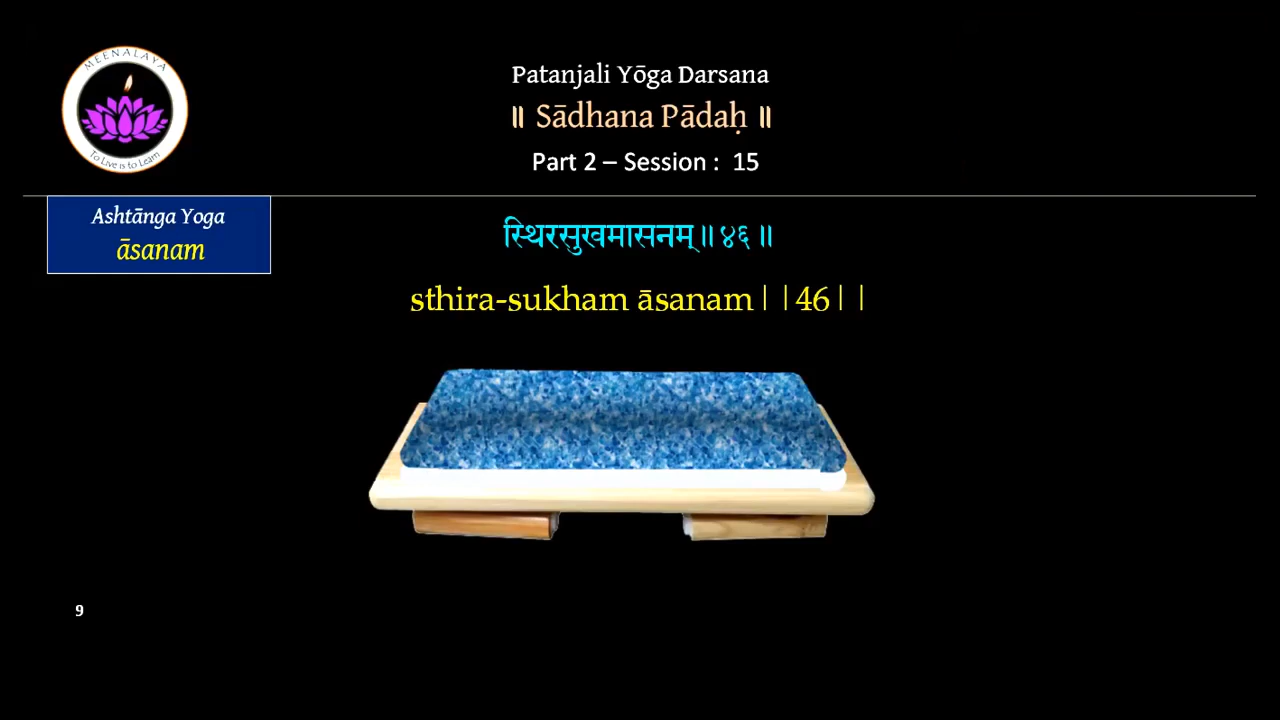 MEENALAYA
To Live is to Learn
Patanjali Yōga Darsana
॥ Sādhana Pādaḥ ॥
Part 2 – Session : 15
Ashtānga Yoga
āsanam
स्थिरसुखमासनम्॥४६॥
sthira-sukham āsanam||46||
9